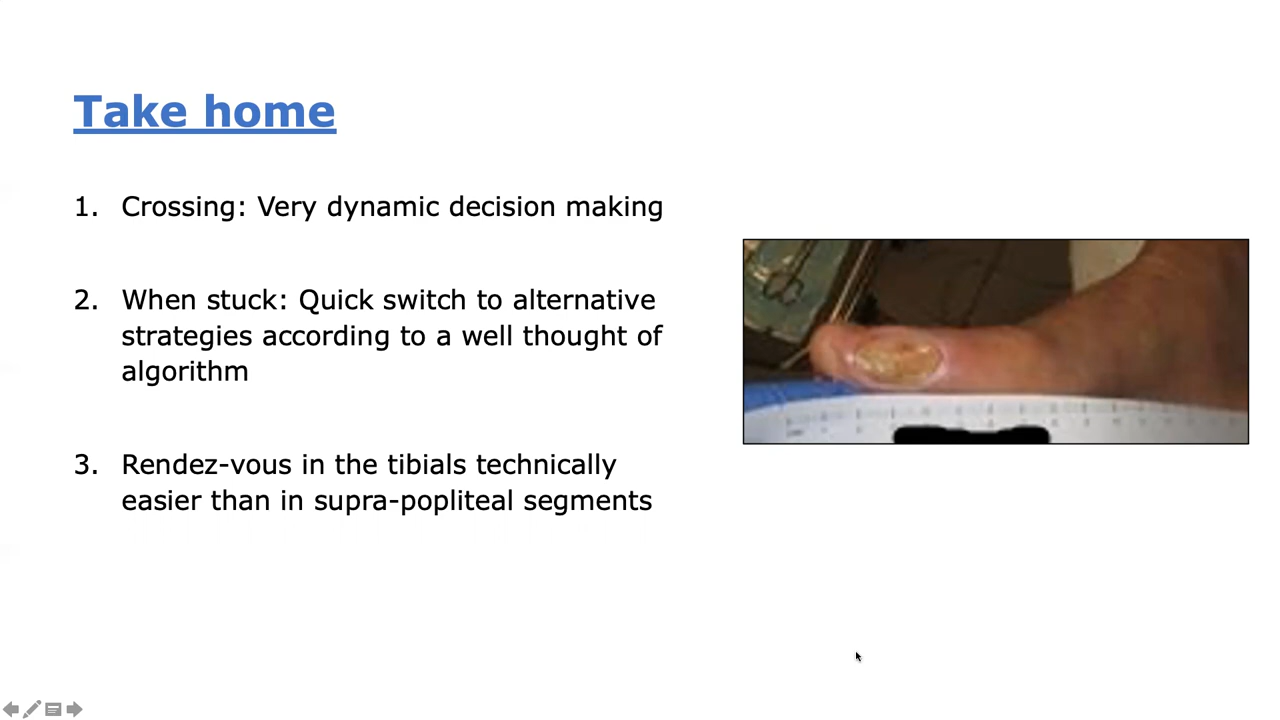 Take home
1. Crossing: Very dynamic decision making
2. When stuck: Quick switch to alternative
strategies according to a well thought of
algorithm
3. Rendez-vous in the tibials technically
easier than in supra-popliteal segments